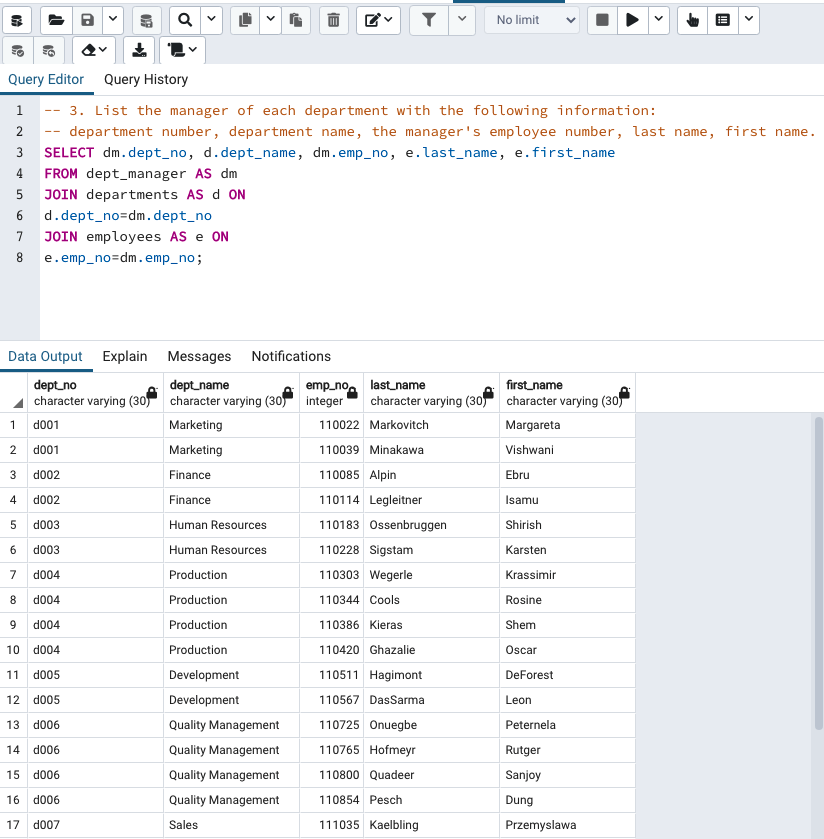 No limit
Query Editor Query History
1 -- 3. List the manager of each department with the following information:
2 -- department number, department name, the manager's employee number, last name, first name.
3 SELECT dm.dept_no, d.dept_name, dm.emp_no, e.last_name, e.first_name
4 FROM dept_manager AS dm
5 JOIN departments AS d ON
6 d.dept_no=dm.dept_no
7 JOIN employees AS e ON
8 e.emp_no=dm.emp_no;
Data Output Explain Messages Notifications
dept_no dept_name emp_no last_name first_name
character varying (30) character varying (30) integer character varying (30) character varying (30)
1 d001 Marketing 110022 Markovitch Margareta
2 d001 Marketing 110039 Minakawa Vishwani
3 d002 Finance 110085 Alpin Ebru
4 d002 Finance 110114 Legleitner Isamu
5 d003 Human Resources 110183 Ossenbruggen Shirish
6 d003 Human Resources 110228 Sigstam Karsten
7 d004 Production 110303 Wegerle Krassimir
8 d004 Production 110344 Cools Rosine
9 d004 Production 110386 Kieras Shem
10 d004 Production 110420 Ghazalie Oscar
11 d005 Development 110511 Hagimont DeForest
12 d005 Development 110567 DasSarma Leon
13 d006 Quality Management 110725 Onuegbe Peternela
14 d006 Quality Management 110765 Hofmeyr Rutger
15 d006 Quality Management 110800 Quadeer Sanjoy
16 d006 Quality Management 110854 Pesch Dung
17 d007 Sales 111035 Kaelbling Przemyslawa